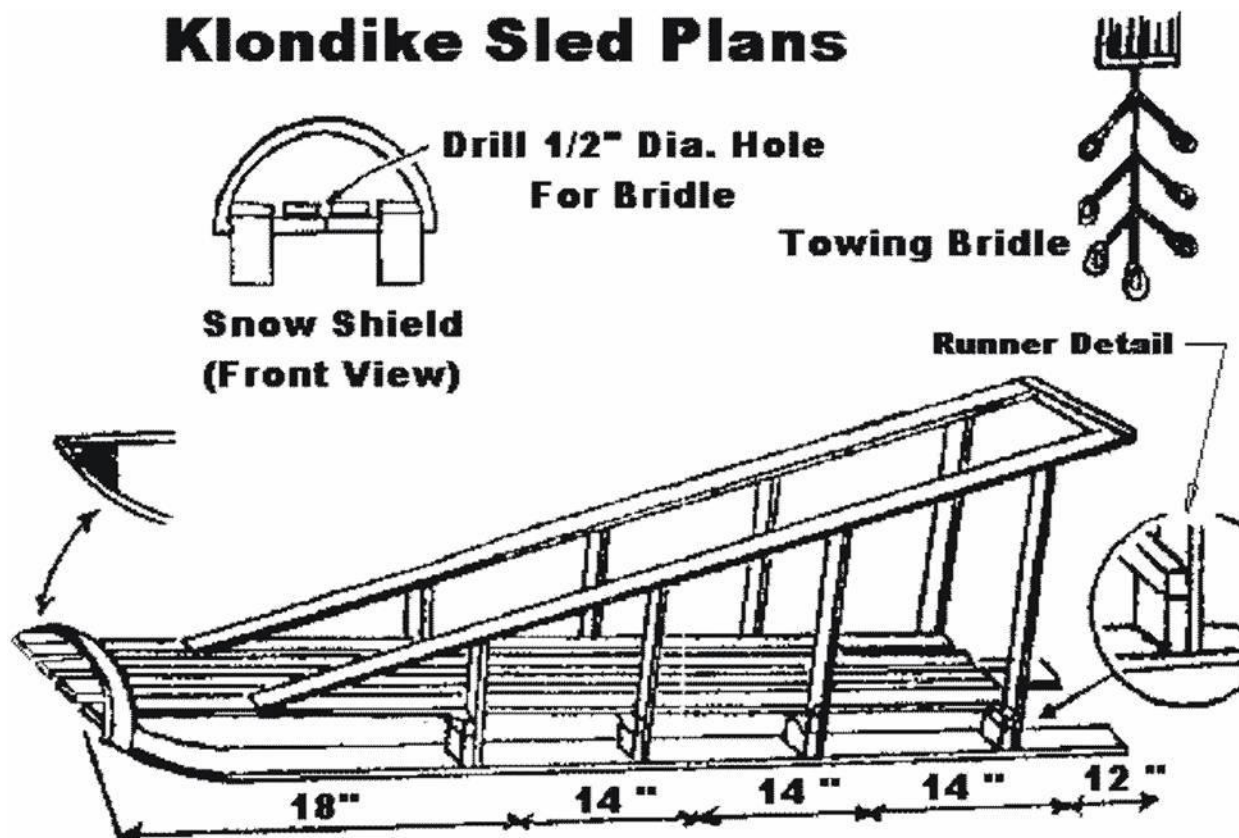 Klondike Sled Plans
Drill 1/2" Dia. Hole
For Bridle
Towing Bridle
Snow Shield
(Front View)
Runner Detail
18"
14 "
14 "
14 "
12 "